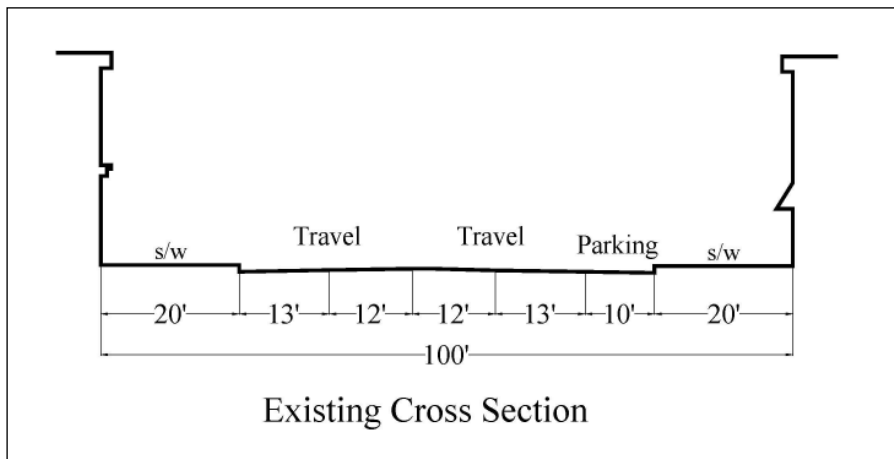 Travel Travel Parking
s/w s/w
20' 13' 12' 12' 13' 10' 20'
100'
Existing Cross Section